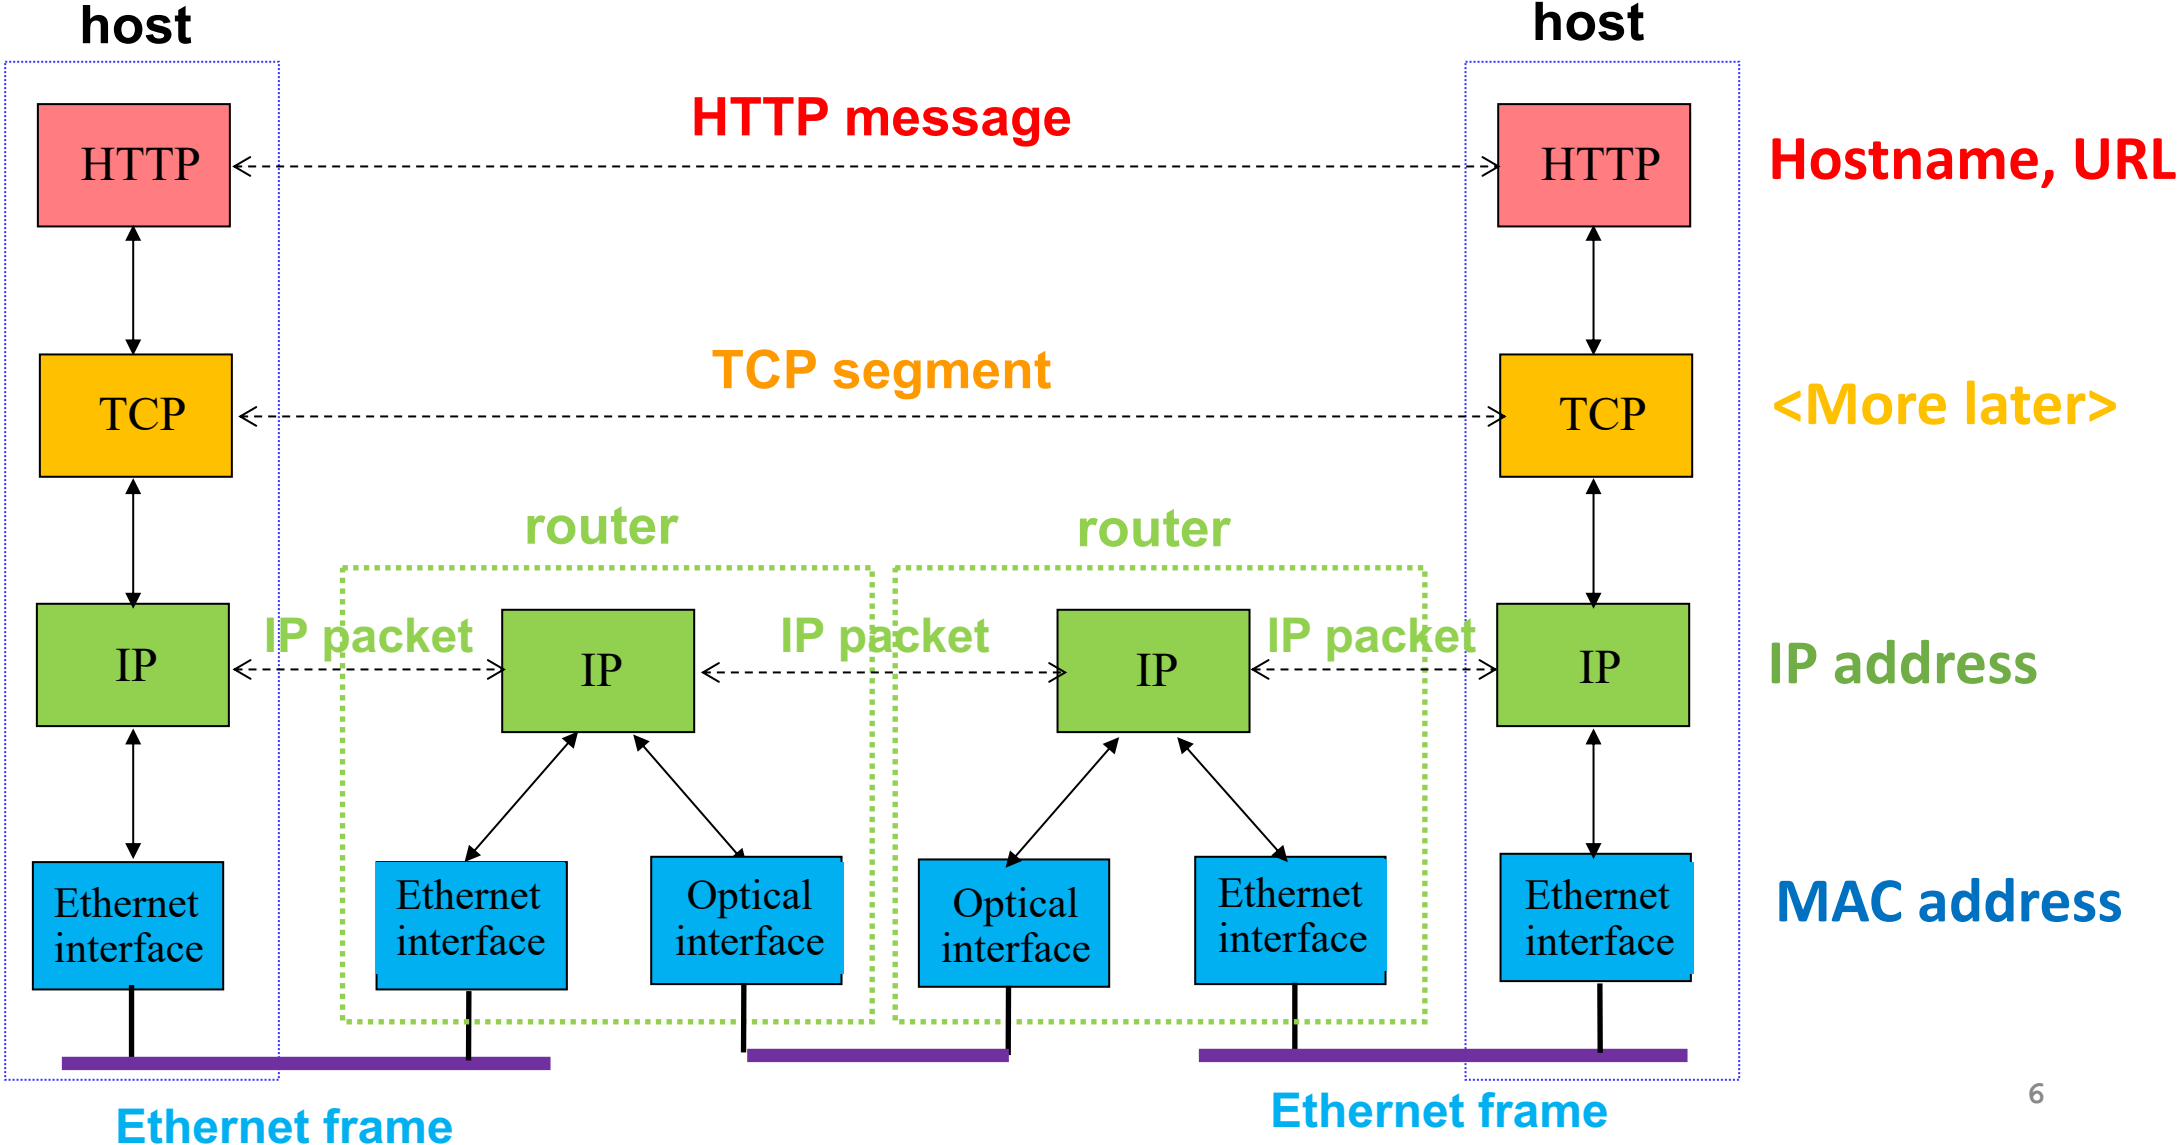 host
host
HTTP message
HTTP
HTTP
Hostname, URL
TCP segment
TCP
TCP
<More later>
router
router
IP packet
IP packet
IP packet
IP
IP
IP
IP
IP address
Ethernet
interface
Ethernet
interface
Optical
interface
Optical
interface
Ethernet
interface
Ethernet
interface
MAC address
Ethernet frame
Ethernet frame
6